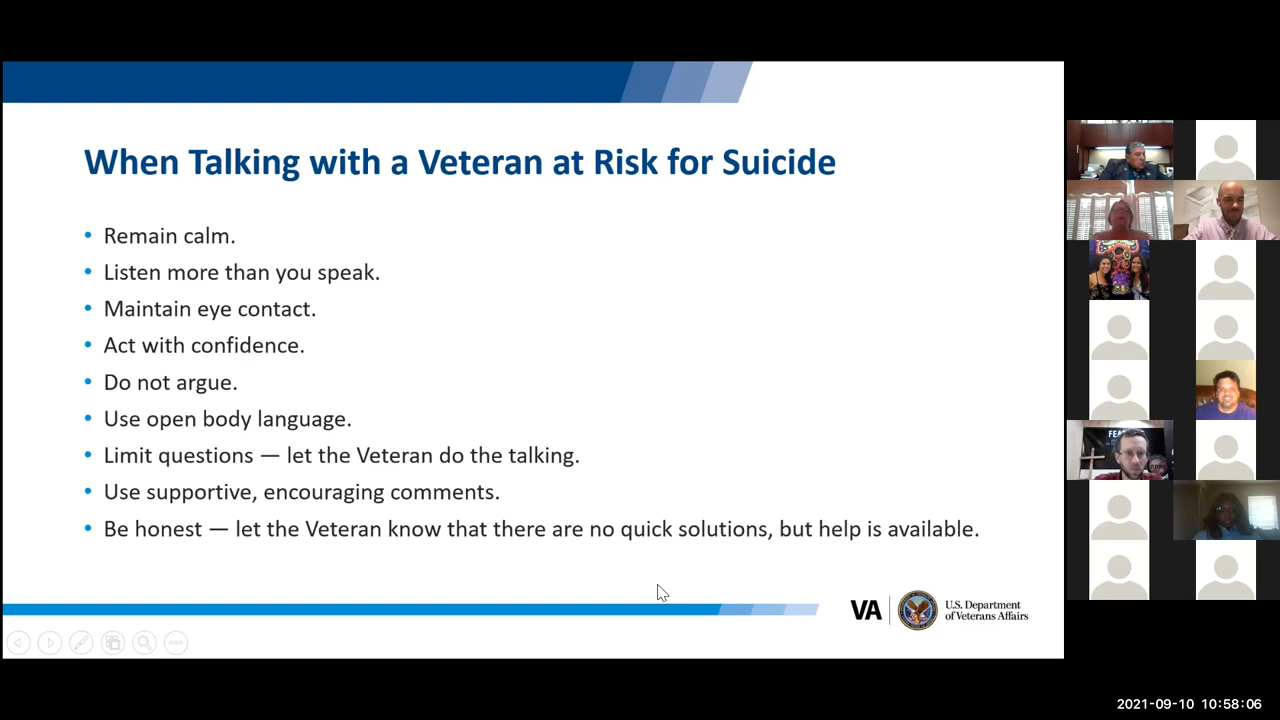 When Talking with a Veteran at Risk for Suicide
• Remain calm.
• Listen more than you speak.
• Maintain eye contact.
• Act with confidence.
• Do not argue.
• Use open body language.
• Limit questions — let the Veteran do the talking.
• Use supportive, encouraging comments.
• Be honest — let the Veteran know that there are no quick solutions, but help is available.
VA
U.S. Department
of Veterans Affairs
2021-09-10 10:58:06